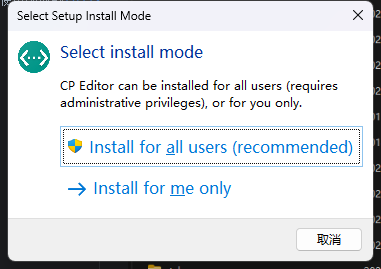 Select Setup Install Mode
Select install mode
CP Editor can be installed for all users (requires
administrative privileges), or for you only.
Install for all users (recommended)
Install for me only
取消